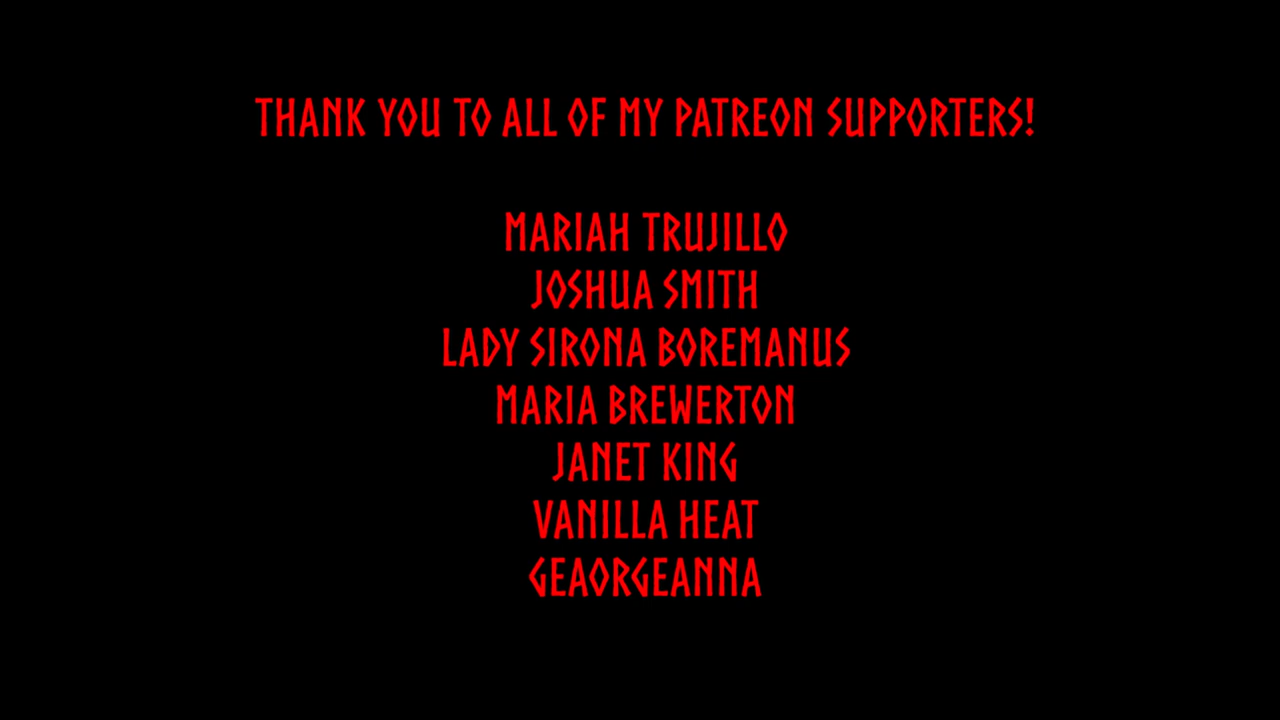 THANK YOU TO ALL OF MY PATREON SUPPORTERS!
MARIAH TRUJILLO
JOSHUA SMITH
LADY SIRONA BOREMANUS
MARIA BREWERTON
JANET KING
VANILLA HEAT
GEAORGEANNA